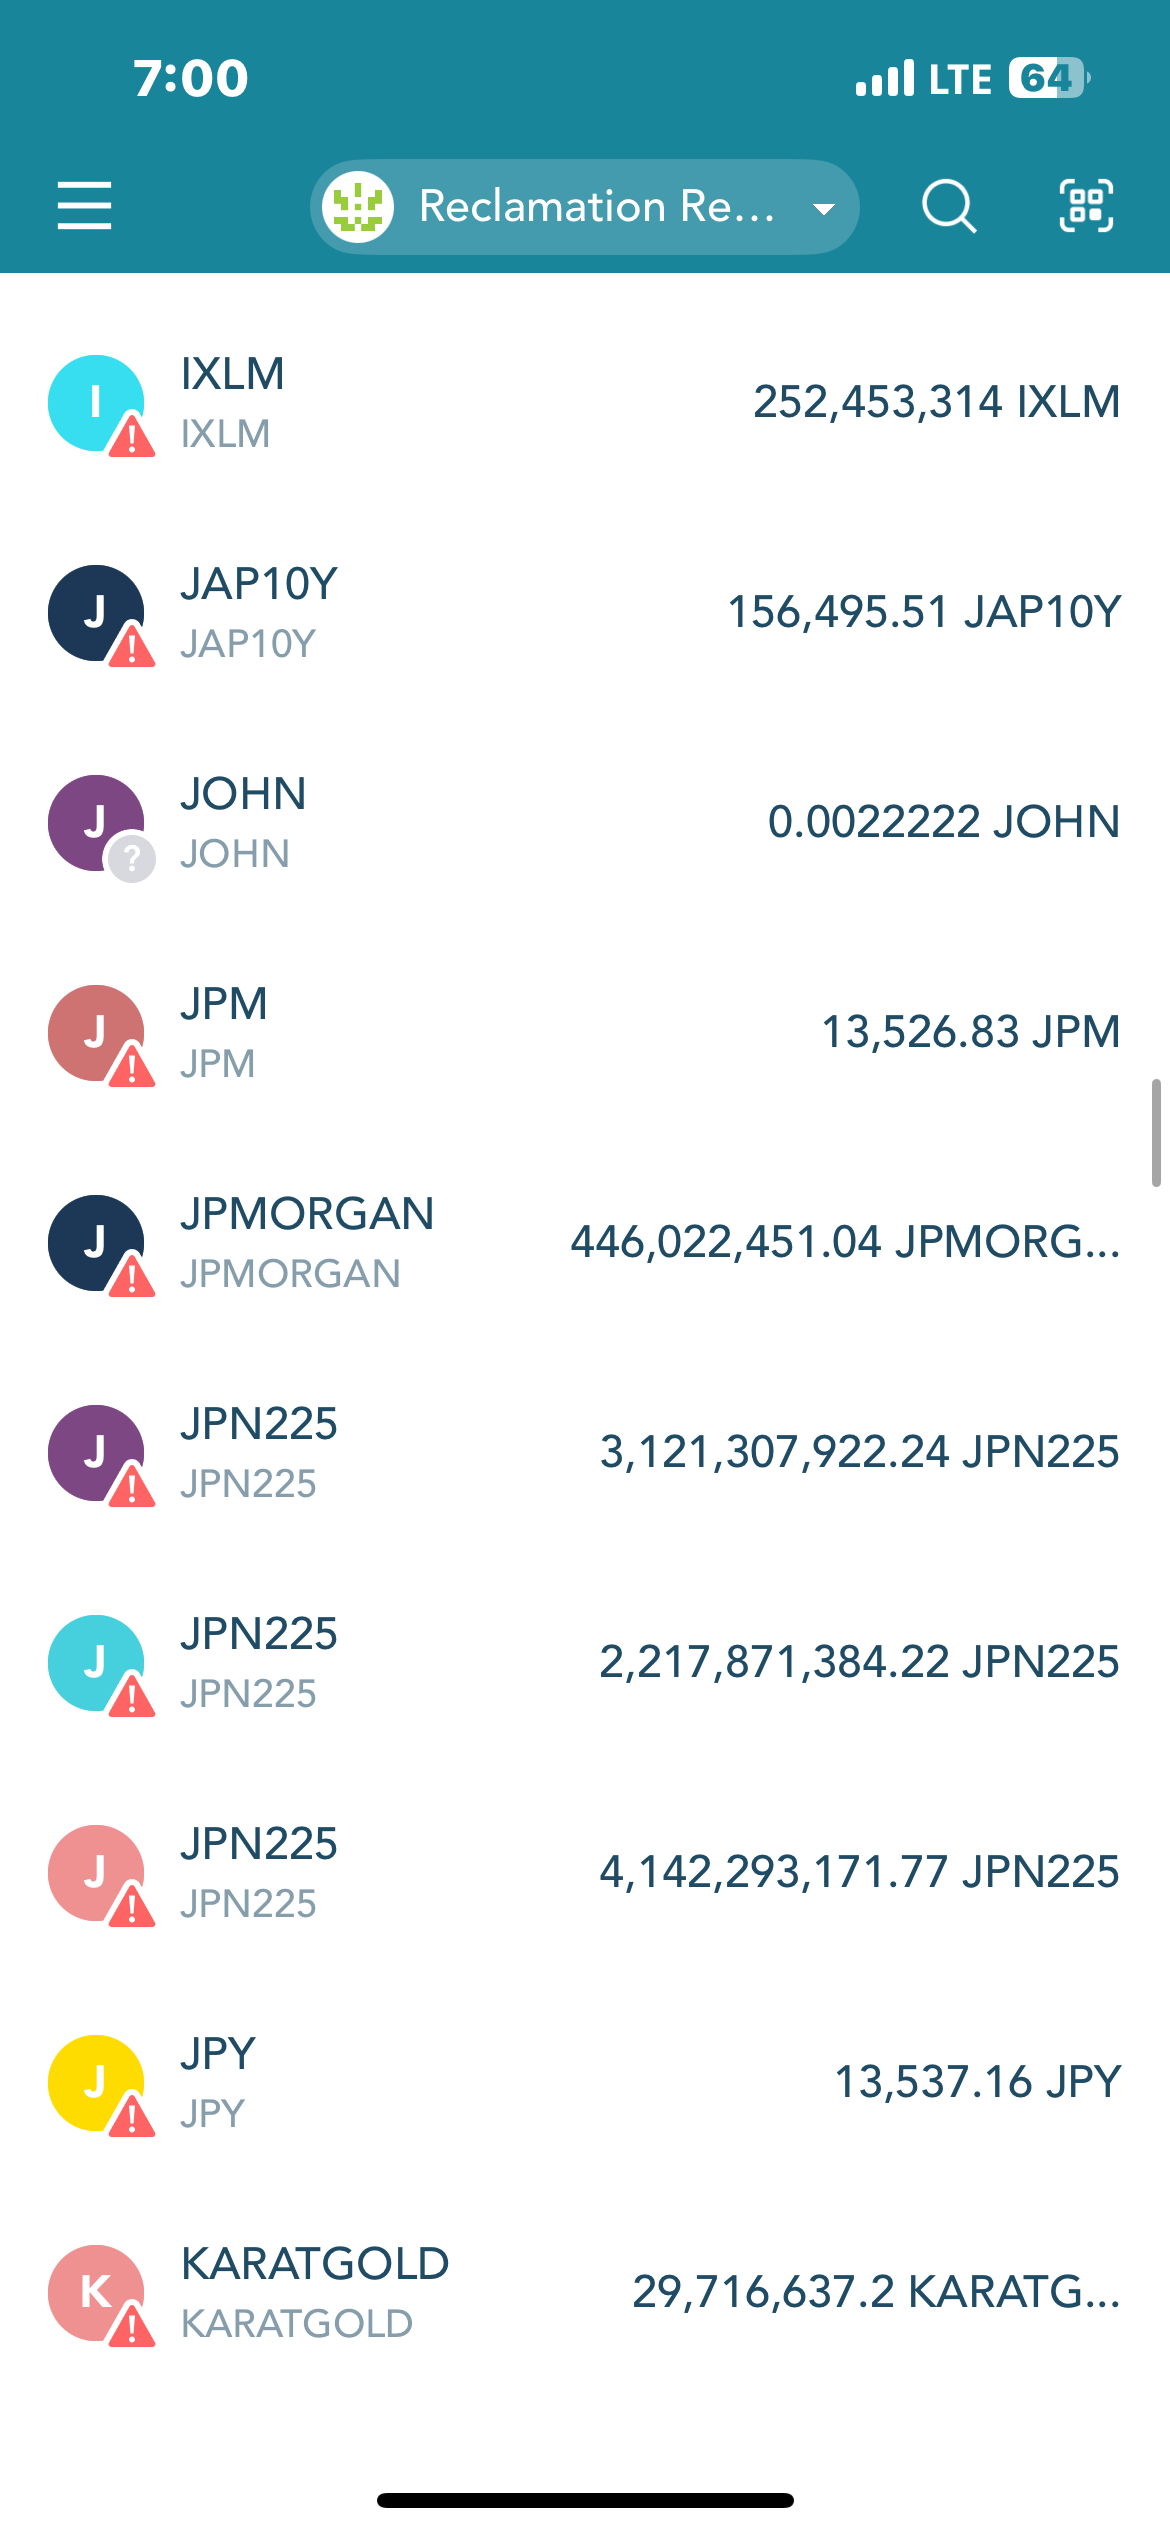 7:00
LTE 64
Reclamation Re...
I
IXLM
IXLM
252,453,314 IXLM
J
JAP10Y
JAP10Y
156,495.51 JAP10Y
J
?
JOHN
JOHN
0.0022222 JOHN
J
JPM
JPM
13,526.83 JPM
J
JPMORGAN
JPMORGAN
446,022,451.04 JPMORG...
J
JPN225
JPN225
3,121,307,922.24 JPN225
J
JPN225
JPN225
2,217,871,384.22 JPN225
J
JPN225
JPN225
4,142,293,171.77 JPN225
J
JPY
JPY
13,537.16 JPY
K
KARATGOLD
KARATGOLD
29,716,637.2 KARATG...